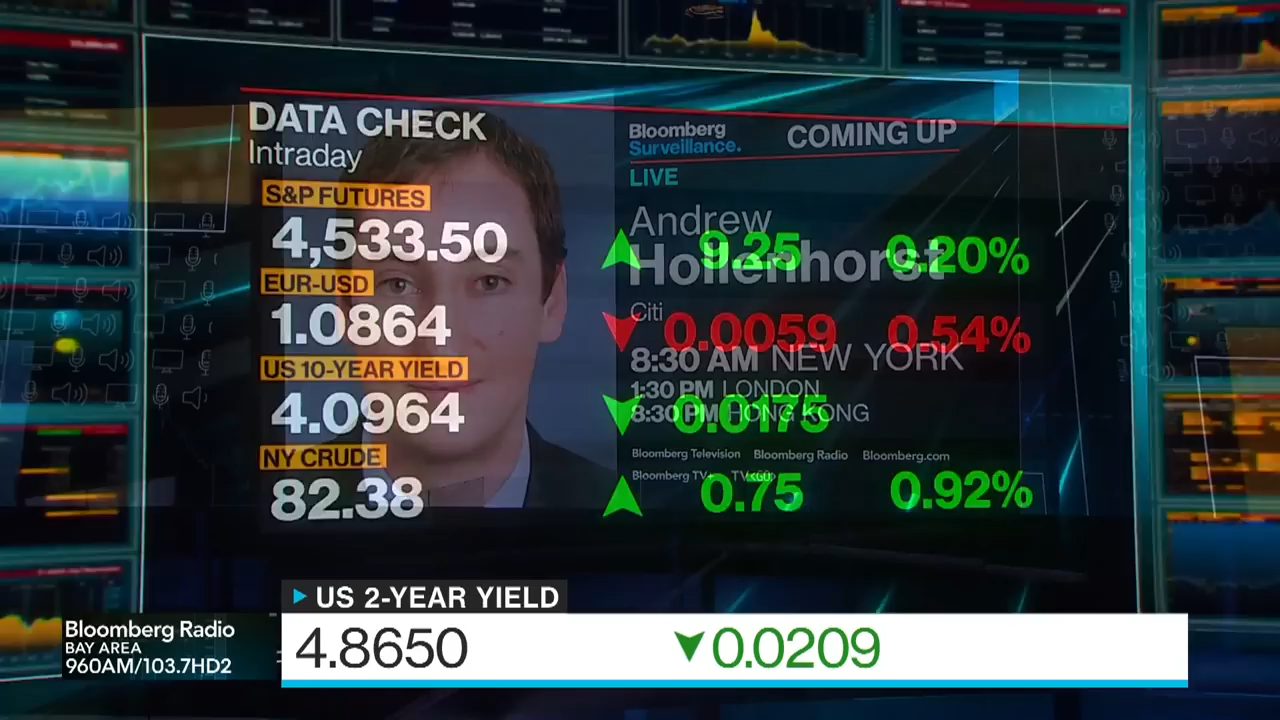 DATA CHECK
Intraday
S&P FUTURES
4,533.50 9.25 0.20%
EUR-USD
1.0864 0.0059 0.54%
US 10-YEAR YIELD
4.0964 0.0175
NY CRUDE
82.38 0.75 0.92%
Bloomberg
Surveillance.
COMING UP
LIVE
Andrew
Hollenhorst
Citi
8:30 AM NEW YORK
1:30 PM LONDON
8:30 PM HONG KONG
Bloomberg Television Bloomberg Radio Bloomberg.com
Bloomberg TV+ TV<GO>
US 2-YEAR YIELD
4.8650 0.0209
Bloomberg Radio
BAY AREA
960AM/103.7HD2